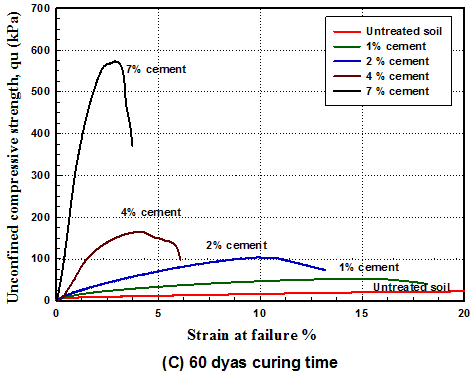 Unconfined compressive strength, qu (kPa)
700
600
500
400
300
200
100
0
Untreated soil
1% cement
2 % cement
4 % cement
7 % cement
7% cement
4% cement
2% cement
1% cement
Untreated soil
0 5 10 15 20
Strain at failure %
(C) 60 dyas curing time